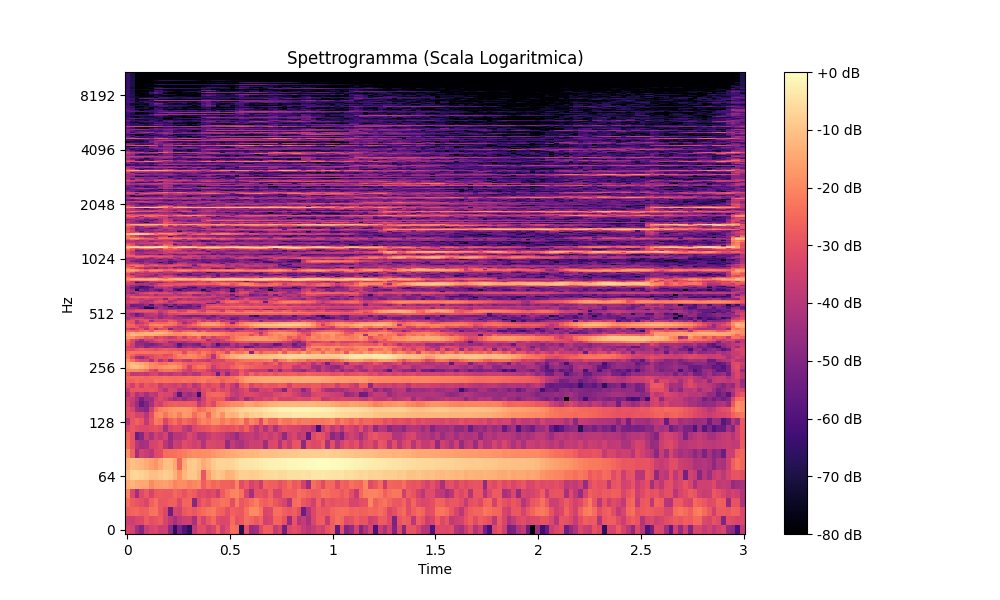 Spettrogramma (Scala Logaritmica)
Hz
8192
4096
2048
1024
512
256
128
64
0
0 0.5 1 1.5 2 2.5 3
Time
+0 dB
-10 dB
-20 dB
-30 dB
-40 dB
-50 dB
-60 dB
-70 dB
-80 dB